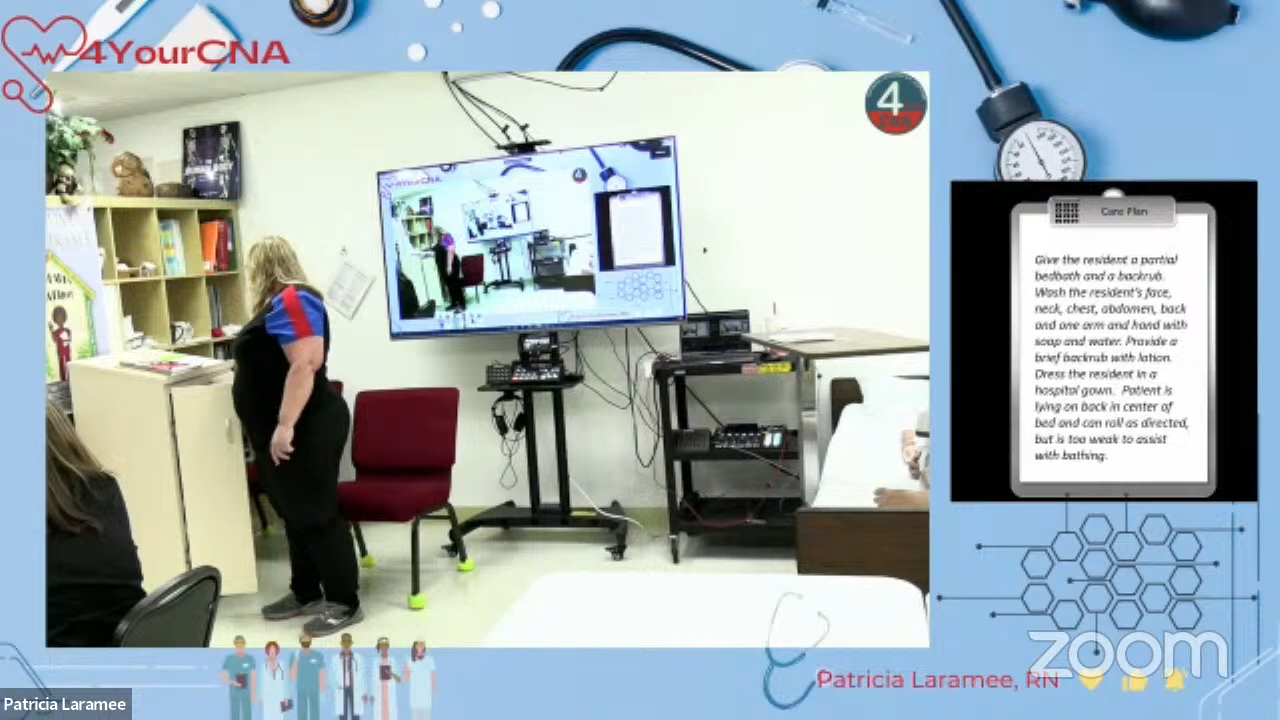 4YourCNA
4
4YourCNA
Care Plan
Give the resident a partial
bedbath and a backrub.
Wash the resident's face,
neck, chest, abdomen, back
and one arm and hand with
soap and water. Provide a
brief backrub with lotion.
Dress the resident in a
hospital gown. Patient is
lying on back in center of
bed and can roll as directed,
but is too weak to assist
with bathing.
zoom
Patricia Laramee, RN
Patricia Laramee